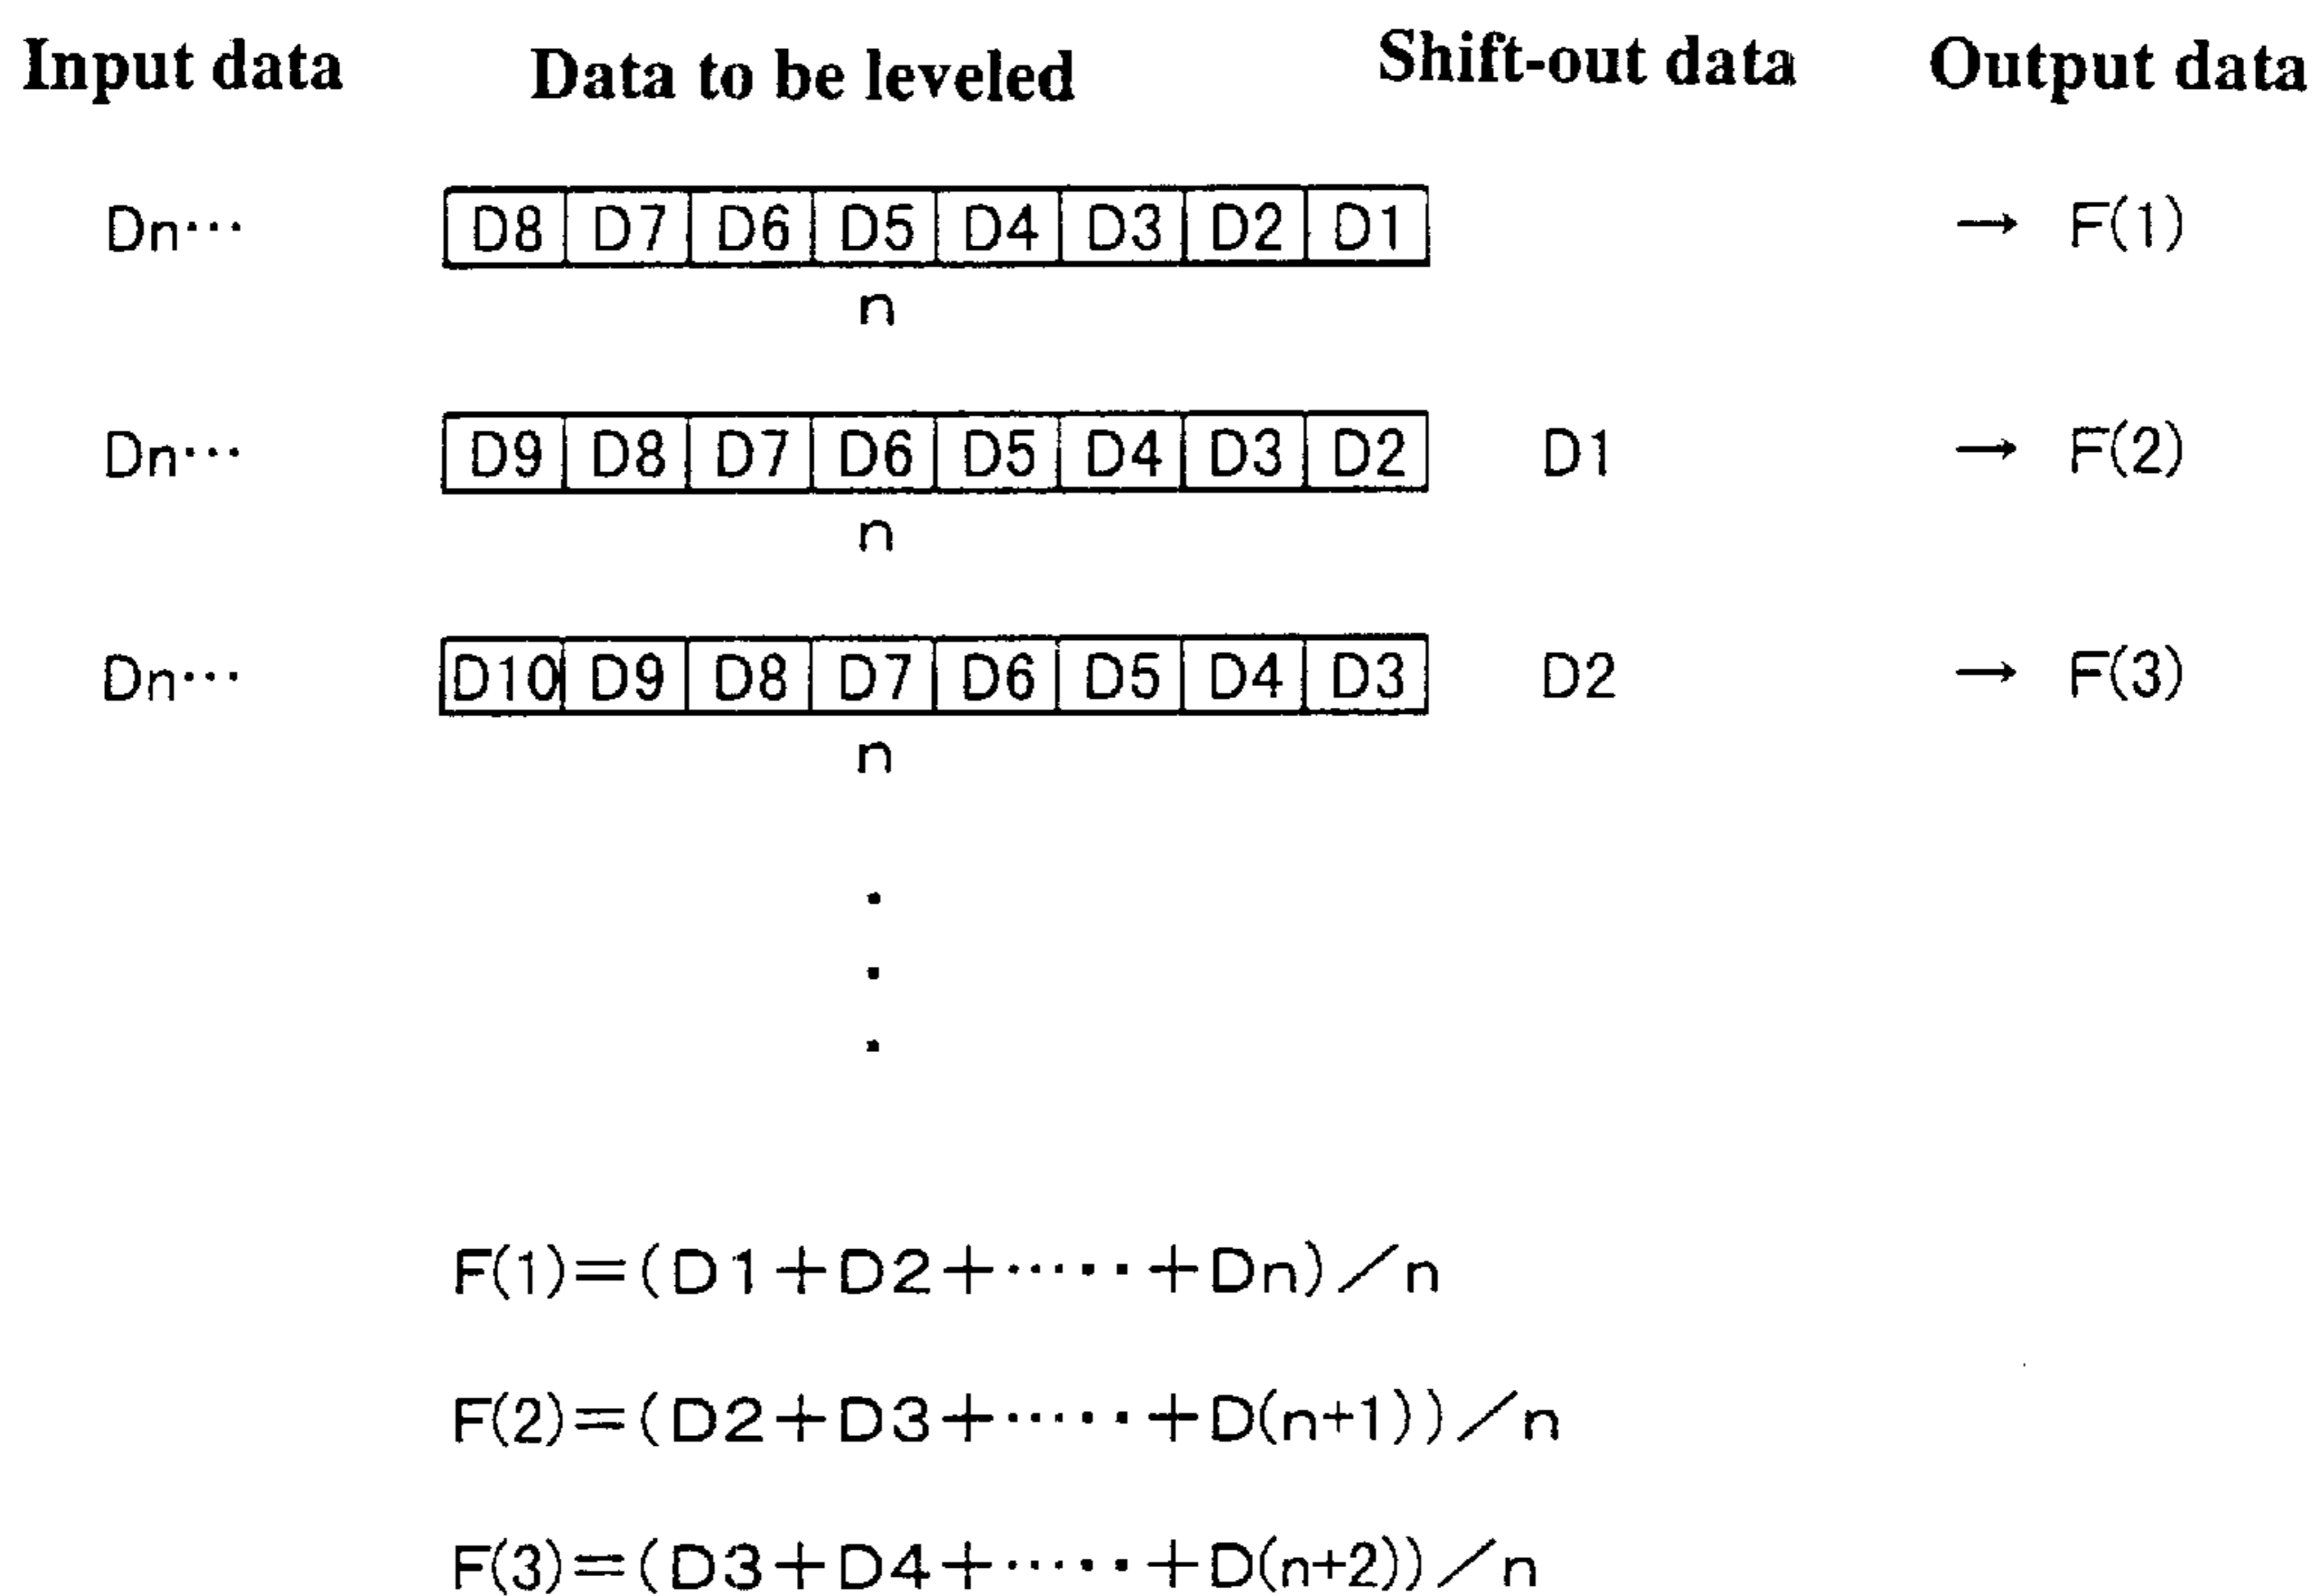 Input data Data to be leveled Shift-out data Output data
Dn··· D8 D7 D6 D5 D4 D3 D2 D1 → F(1)
n
Dn··· D9 D8 D7 D6 D5 D4 D3 D2 D1 → F(2)
n
Dn··· D10 D9 D8 D7 D6 D5 D4 D3 D2 → F(3)
n
F(1)=(D1+D2+·····+Dn)/n
F(2)=(D2+D3+·····+D(n+1))/n
F(3)=(D3+D4+·····+D(n+2))/n